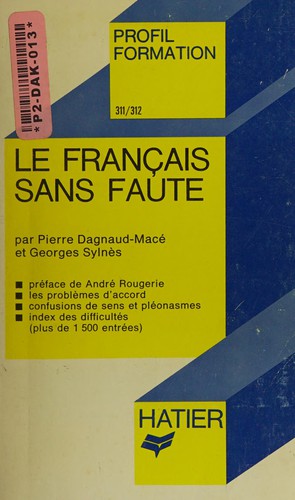 *P2-DAK-013*
PROFIL
FORMATION
311/312
LE FRANÇAIS
SANS FAUTE
par Pierre Dagnaud-Macé
et Georges Sylnès
■ préface de André Rougerie
■ les problèmes d'accord
■ confusions de sens et pléonasmes
■ index des difficultés
(plus de 1 500 entrées)
HATIER